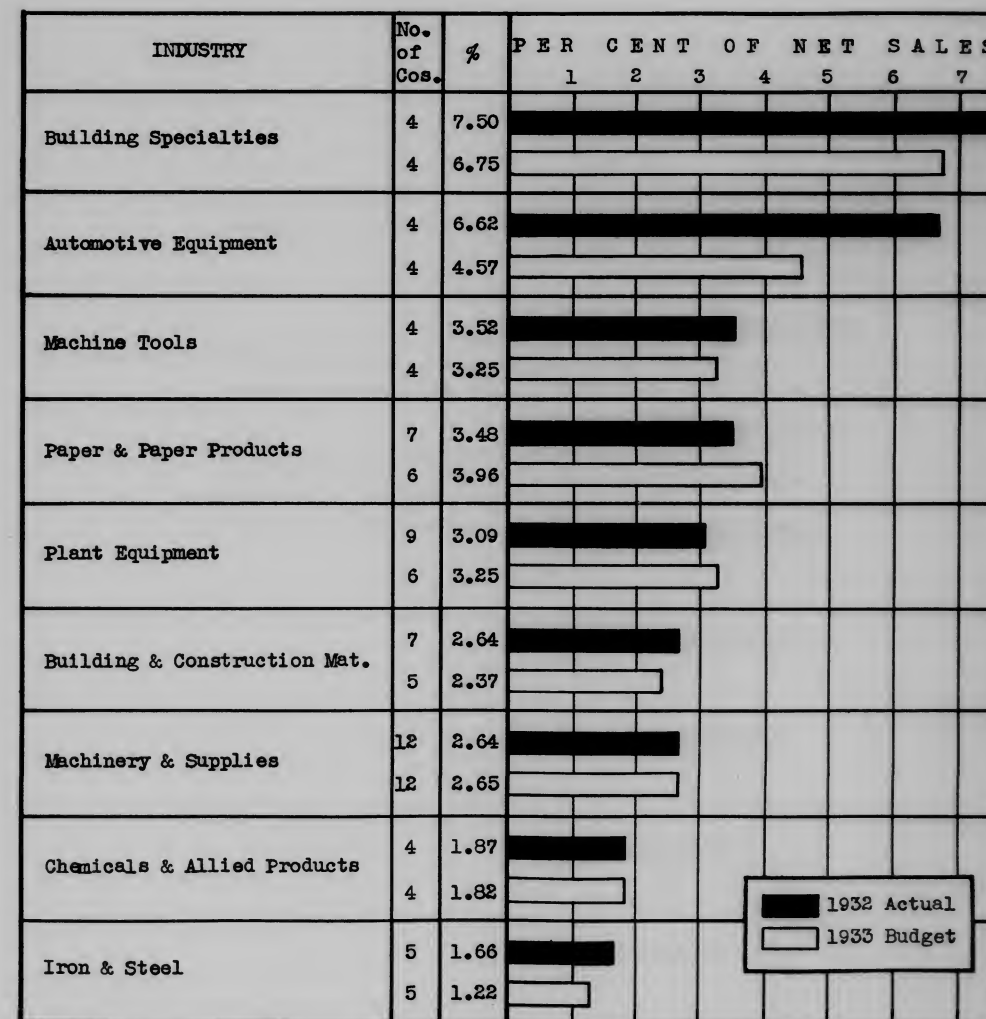 INDUSTRY No. of Cos. % PER CENT OF NET SALES
1 2 3 4 5 6 7
Building Specialties 4 7.50
4 6.75
Automotive Equipment 4 6.62
4 4.57
Machine Tools 4 3.52
4 3.25
Paper & Paper Products 7 3.48
6 3.96
Plant Equipment 9 3.09
6 3.25
Building & Construction Mat. 7 2.64
5 2.37
Machinery & Supplies 12 2.64
12 2.65
Chemicals & Allied Products 4 1.87
4 1.82
1932 Actual
1933 Budget
Iron & Steel 5 1.66
5 1.22